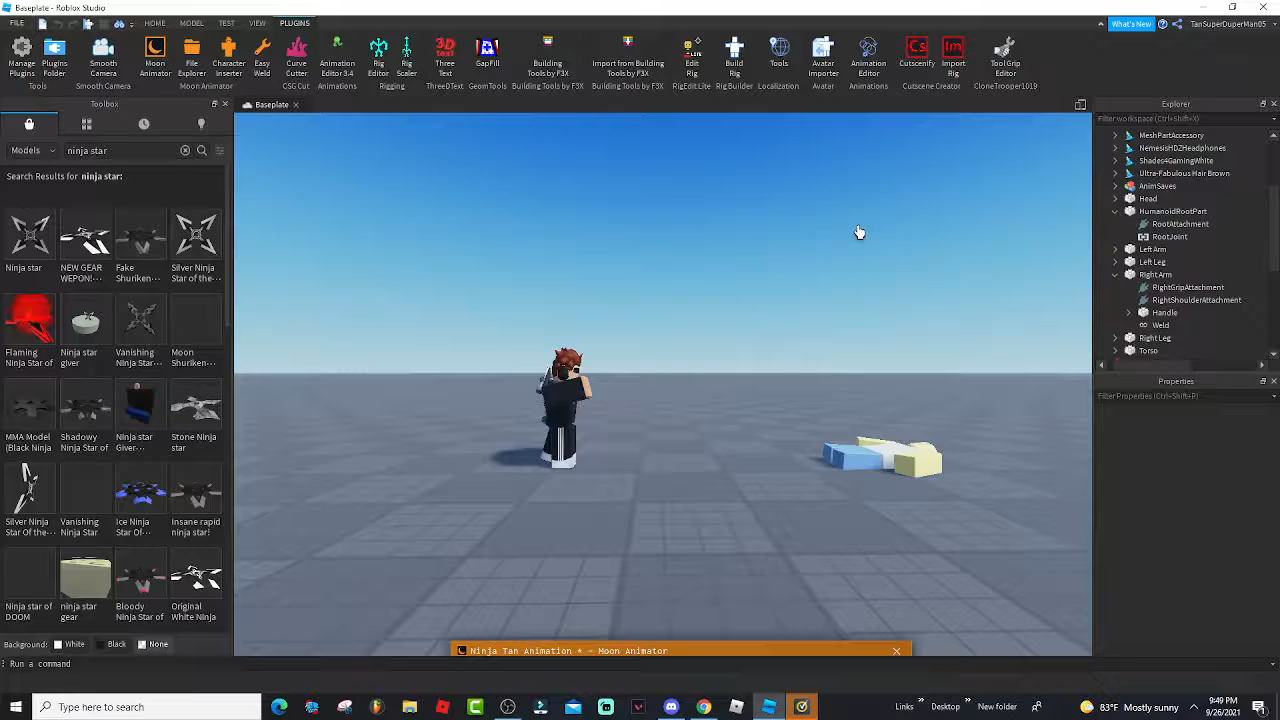 Baseplate - Roblox Studio
FILE HOME MODEL TEST VIEW PLUGINS What's New TanSuperDuperMan05
Manage Plugins
Plugins Folder
Smooth Camera
Moon Animator
File Explorer
Character Inserter
Easy Weld
Curve Cutter
Animation Editor 3.4
Rig Editor
Rig Scaler
Three Text
3D text
GapFill
Building Tools by F3X
Import from Building Tools by F3X
Edit Rig
LITE
Build Rig
Tools
Avatar Importer
Animation Editor
Cs
Cutscenify
Im
Import Rig
Tool Grip Editor
Tools Smooth Camera Moon Animator CSG Cut Animations Rigging ThreeDText GeomTools Building Tools by F3X Building Tools by F3X RigEdit Lite Rig Builder Localization Avatar Cutscene Creator CloneTrooper1019
Toolbox
Models ninja star
Search Results for ninja star:
Ninja star
NEW GEAR WEPON!...
Fake Shuriken...
Silver Ninja Star of the...
Flaming Ninja Star of
Ninja star giver
Vanishing Ninja Star...
Moon Shuriken...
MMA Model (Black Ninja
Shadowy Ninja Star of
Ninja star Giver-
Stone Ninja star
Silver Ninja Star Of the...
Vanishing Ninja Star
Ice Ninja Star Of...
Insane rapid ninja star!
Ninja star of DOOM
ninja star gear
Bloody Ninja Star of
Original White Ninja
Background: White Black None
Run a command
Baseplate
Ninja Tan Animation * - Moon Animator
Explorer
Filter workspace (Ctrl+Shift+X)
MeshPartAccessory
NemesisHDZHeadphones
Shades4GamingWhite
Ultra-Fabulous Hair Brown
AnimSaves
Head
HumanoidRootPart
RootAttachment
RootJoint
Left Arm
Left Leg
Right Arm
RightGripAttachment
RightShoulderAttachment
Handle
Weld
Right Leg
Torso
Properties
Filter Properties (Ctrl+Shift+P)
Type here to search
Links Desktop New folder
83°F Mostly sunny
9:49 PM
9/26/2021